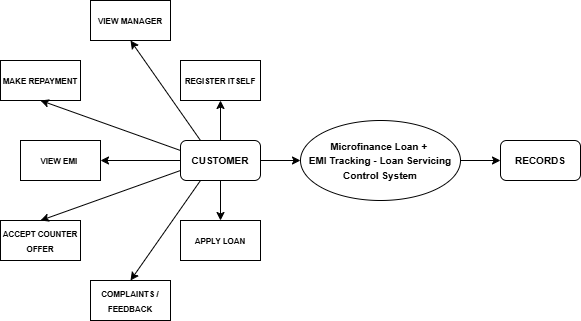 VIEW MANAGER
MAKE REPAYMENT
REGISTER ITSELF
VIEW EMI
CUSTOMER
Microfinance Loan +
EMI Tracking - Loan Servicing
Control System
RECORDS
ACCEPT COUNTER
OFFER
APPLY LOAN
COMPLAINTS /
FEEDBACK